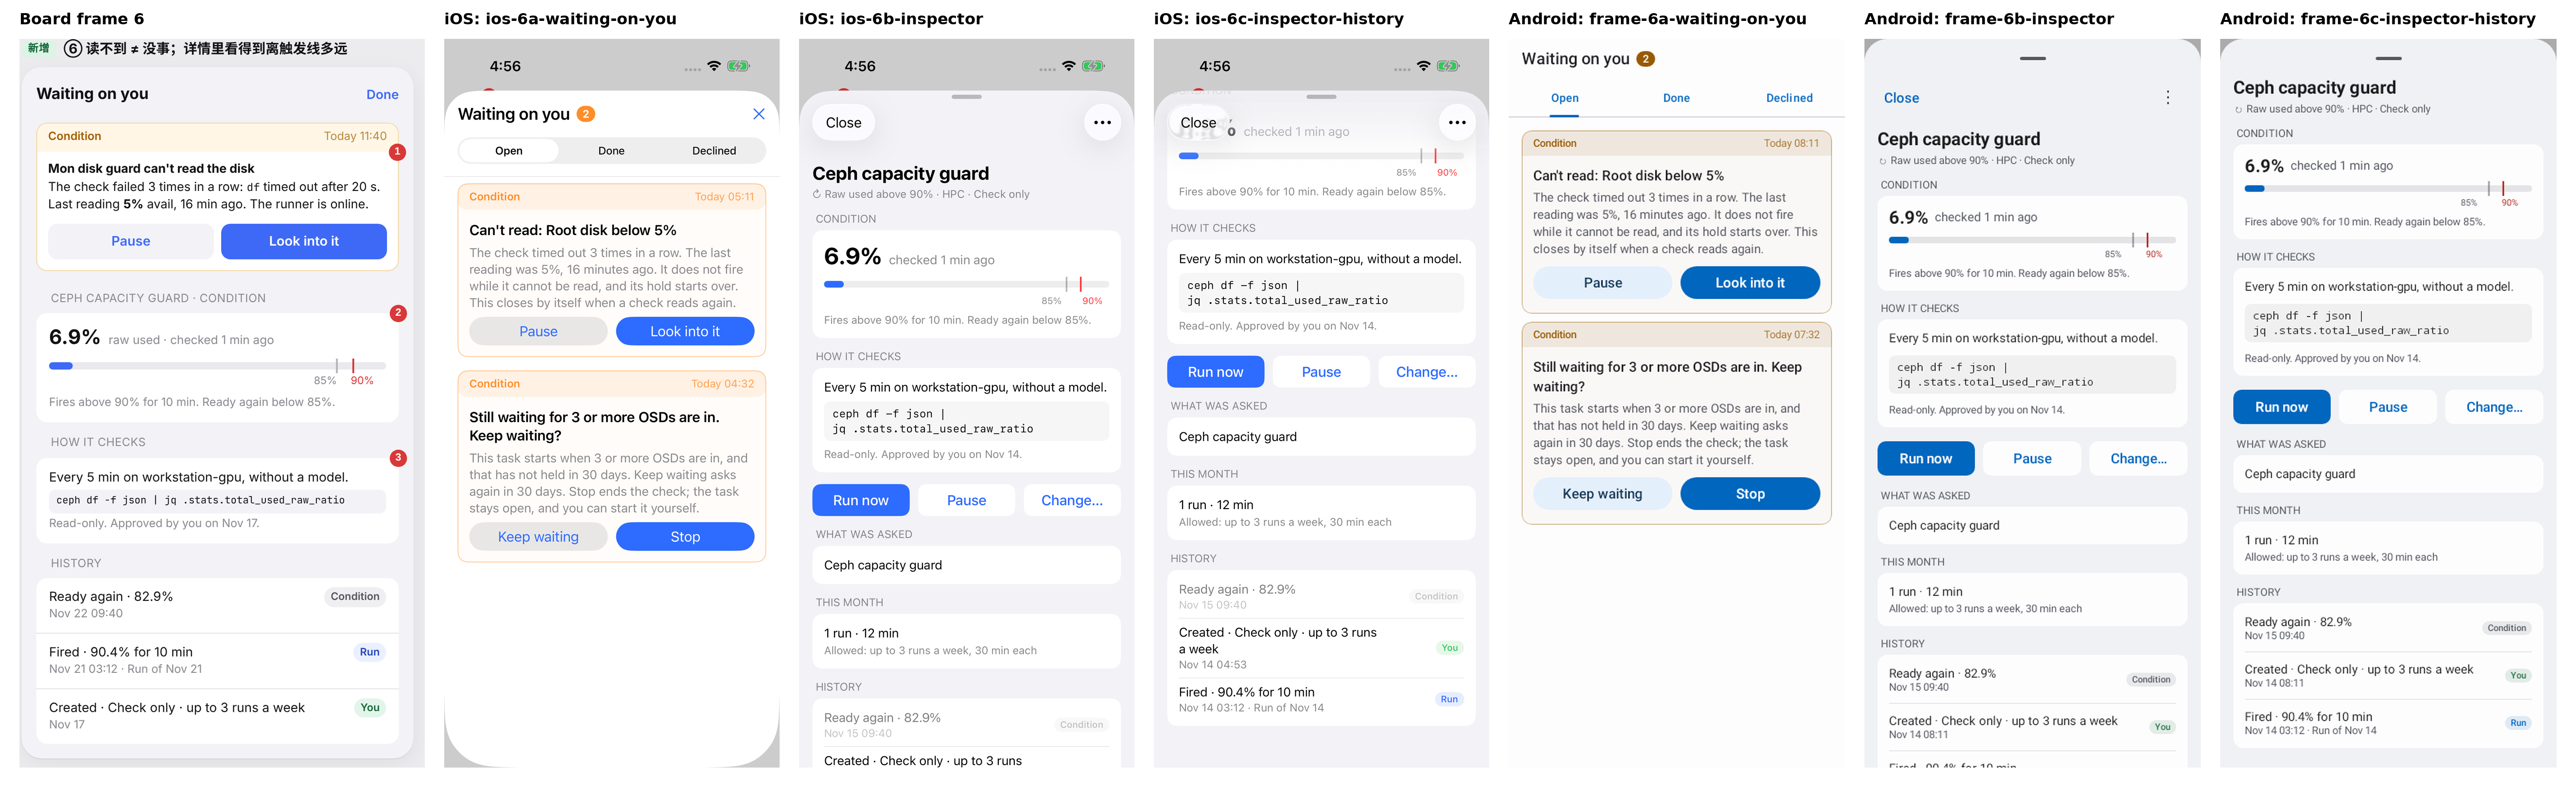 Board frame 6
新增 ⑥ 读不到 ≠ 没事；详情里看得到离触发线多远
Waiting on you
Done
Condition
Today 11:40
1
Mon disk guard can't read the disk
The check failed 3 times in a row: df timed out after 20 s.
Last reading 5% avail, 16 min ago. The runner is online.
Pause
Look into it
CEPH CAPACITY GUARD · CONDITION
2
6.9% raw used · checked 1 min ago
85% 90%
Fires above 90% for 10 min. Ready again below 85%.
HOW IT CHECKS
3
Every 5 min on workstation-gpu, without a model.
ceph df -f json | jq .stats.total_used_raw_ratio
Read-only. Approved by you on Nov 17.
HISTORY
Ready again · 82.9%
Condition
Nov 22 09:40
Fired · 90.4% for 10 min
Run
Nov 21 03:12 · Run of Nov 21
Created · Check only · up to 3 runs a week
You
Nov 17
iOS: ios-6a-waiting-on-you
4:56
Waiting on you 2
Open
Done
Declined
Condition
Today 05:11
Can't read: Root disk below 5%
The check timed out 3 times in a row. The last
reading was 5%, 16 minutes ago. It does not fire
while it cannot be read, and its hold starts over.
This closes by itself when a check reads again.
Pause
Look into it
Condition
Today 04:32
Still waiting for 3 or more OSDs are in.
Keep waiting?
This task starts when 3 or more OSDs are in, and
that has not held in 30 days. Keep waiting asks
again in 30 days. Stop ends the check; the task
stays open, and you can start it yourself.
Keep waiting
Stop
iOS: ios-6b-inspector
4:56
Close
Ceph capacity guard
Raw used above 90% · HPC · Check only
CONDITION
6.9% checked 1 min ago
85% 90%
Fires above 90% for 10 min. Ready again below 85%.
HOW IT CHECKS
Every 5 min on workstation-gpu, without a model.
ceph df -f json |
jq .stats.total_used_raw_ratio
Read-only. Approved by you on Nov 14.
Run now
Pause
Change...
WHAT WAS ASKED
Ceph capacity guard
THIS MONTH
1 run · 12 min
Allowed: up to 3 runs a week, 30 min each
HISTORY
Ready again · 82.9%
Condition
Nov 15 09:40
Created · Check only · up to 3 runs
iOS: ios-6c-inspector-history
4:56
Close
checked 1 min ago
85% 90%
Fires above 90% for 10 min. Ready again below 85%.
HOW IT CHECKS
Every 5 min on workstation-gpu, without a model.
ceph df -f json |
jq .stats.total_used_raw_ratio
Read-only. Approved by you on Nov 14.
Run now
Pause
Change...
WHAT WAS ASKED
Ceph capacity guard
THIS MONTH
1 run · 12 min
Allowed: up to 3 runs a week, 30 min each
HISTORY
Ready again · 82.9%
Condition
Nov 15 09:40
Created · Check only · up to 3 runs
a week
You
Nov 14 04:53
Fired · 90.4% for 10 min
Run
Nov 14 03:12 · Run of Nov 14
Android: frame-6a-waiting-on-you
Waiting on you 2
Open
Done
Declined
Condition
Today 08:11
Can't read: Root disk below 5%
The check timed out 3 times in a row. The last
reading was 5%, 16 minutes ago. It does not fire
while it cannot be read, and its hold starts over. This
closes by itself when a check reads again.
Pause
Look into it
Condition
Today 07:32
Still waiting for 3 or more OSDs are in. Keep
waiting?
This task starts when 3 or more OSDs are in, and
that has not held in 30 days. Keep waiting asks
again in 30 days. Stop ends the check; the task
stays open, and you can start it yourself.
Keep waiting
Stop
Android: frame-6b-inspector
Close
Ceph capacity guard
Raw used above 90% · HPC · Check only
CONDITION
6.9% checked 1 min ago
85% 90%
Fires above 90% for 10 min. Ready again below 85%.
HOW IT CHECKS
Every 5 min on workstation-gpu, without a model.
ceph df -f json |
jq .stats.total_used_raw_ratio
Read-only. Approved by you on Nov 14.
Run now
Pause
Change...
WHAT WAS ASKED
Ceph capacity guard
THIS MONTH
1 run · 12 min
Allowed: up to 3 runs a week, 30 min each
HISTORY
Ready again · 82.9%
Condition
Nov 15 09:40
Created · Check only · up to 3 runs a week
You
Nov 14 08:11
Fired · 90.4% for 10 min
Android: frame-6c-inspector-history
Ceph capacity guard
Raw used above 90% · HPC · Check only
CONDITION
6.9% checked 1 min ago
85% 90%
Fires above 90% for 10 min. Ready again below 85%.
HOW IT CHECKS
Every 5 min on workstation-gpu, without a model.
ceph df -f json |
jq .stats.total_used_raw_ratio
Read-only. Approved by you on Nov 14.
Run now
Pause
Change...
WHAT WAS ASKED
Ceph capacity guard
THIS MONTH
1 run · 12 min
Allowed: up to 3 runs a week, 30 min each
HISTORY
Ready again · 82.9%
Condition
Nov 15 09:40
Created · Check only · up to 3 runs a week
You
Nov 14 08:11
Fired · 90.4% for 10 min
Run
Nov 14 03:12 · Run of Nov 14